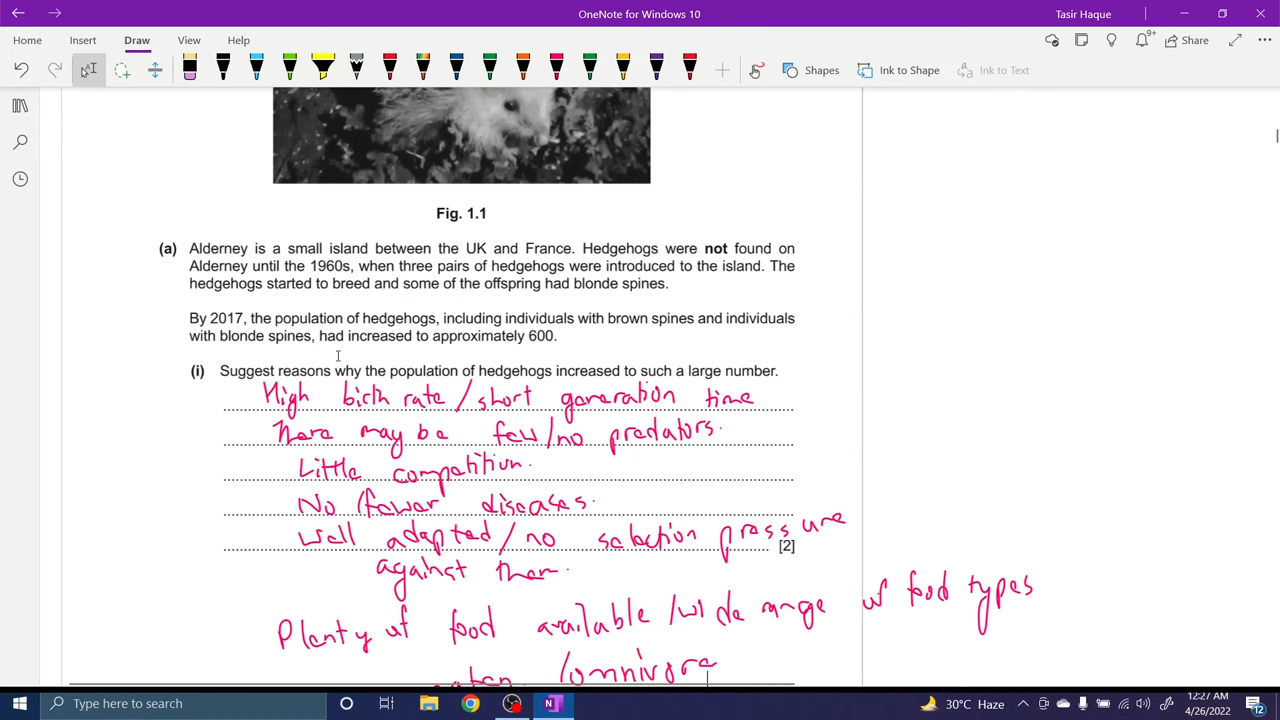 OneNote for Windows 10
Tasir Haque
Home Insert Draw View Help
9+
Share
Shapes
Ink to Shape
Ink to Text
Fig. 1.1
(a) Alderney is a small island between the UK and France. Hedgehogs were not found on
Alderney until the 1960s, when three pairs of hedgehogs were introduced to the island. The
hedgehogs started to breed and some of the offspring had blonde spines.
By 2017, the population of hedgehogs, including individuals with brown spines and individuals
with blonde spines, had increased to approximately 600.
(i) Suggest reasons why the population of hedgehogs increased to such a large number.
High birth rate / short generation time
There may be few/no predators.
Little competition.
No /fewer diseases.
Well adapted / no selection pressure
[2]
against them.
Plenty of food available /wide range of food types
eaten /omnivore
Type here to search
30°C Haze
12:27 AM
4/26/2022
12